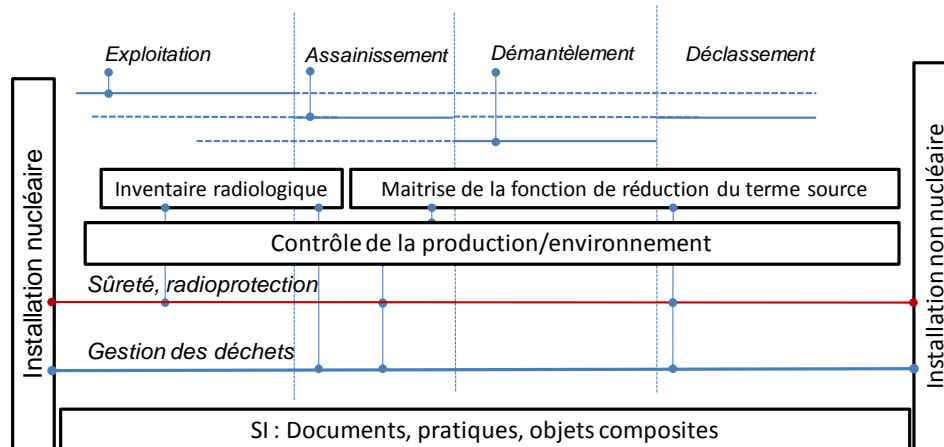 Exploitation
Assainissement
Démantèlement
Déclassement
Installation nucléaire
Installation non nucléaire
Inventaire radiologique
Maitrise de la fonction de réduction du terme source
Contrôle de la production/environnement
Sûreté, radioprotection
Gestion des déchets
SI : Documents, pratiques, objets composites